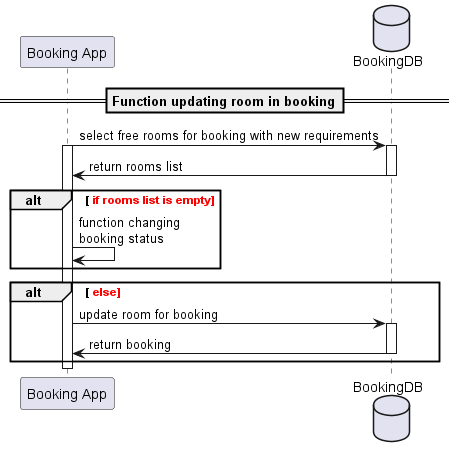 Booking App
BookingDB
Function updating room in booking
select free rooms for booking with new requirements
return rooms list
alt [ if rooms list is empty]
function changing
booking status
alt [ else]
update room for booking
return booking
Booking App
BookingDB